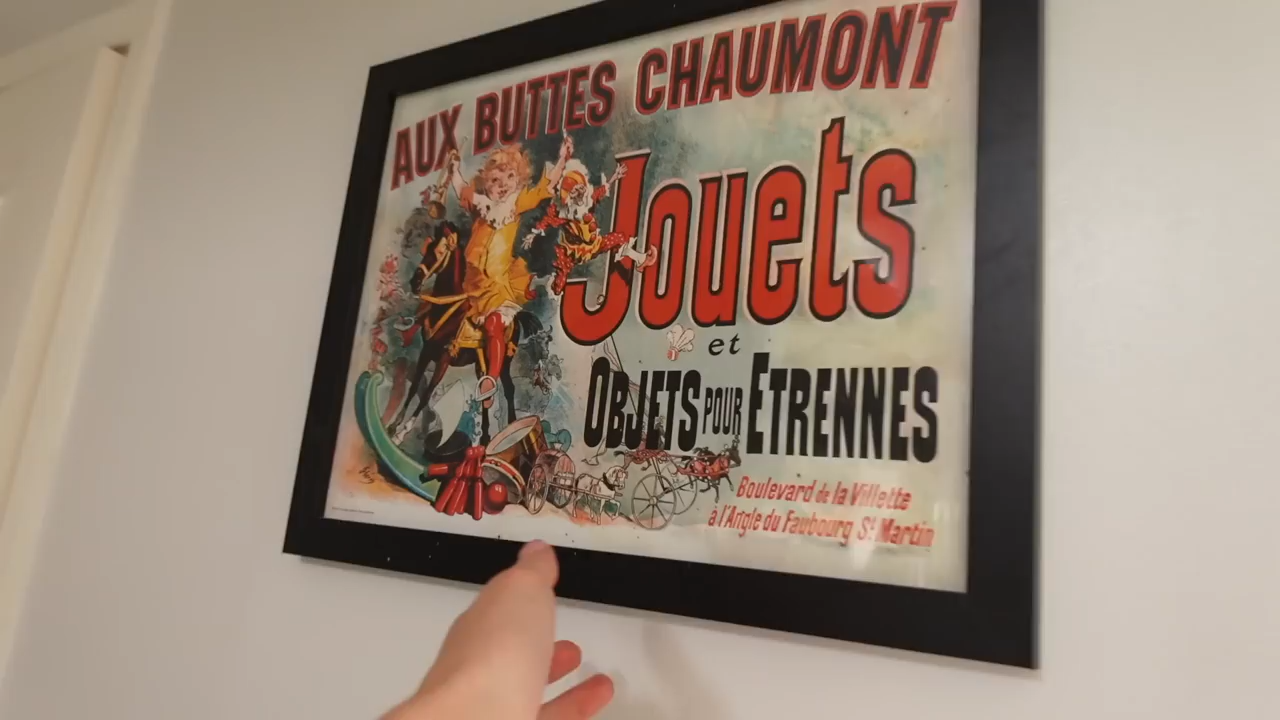 AUX BUTTES CHAUMONT
Jouets
et
OBJETS POUR ETRENNES
Boulevard de la Villette
à l'Angle du Faubourg St Martin